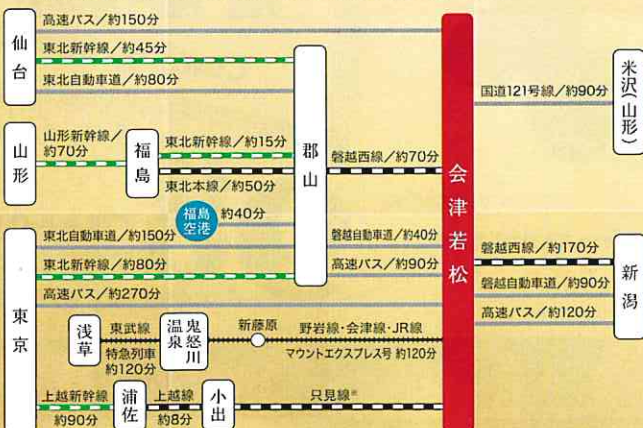 仙台
高速バス／約150分
東北新幹線／約45分
東北自動車道／約80分
山形
山形新幹線／
約70分
福島
東北新幹線／約15分
東北本線／約50分
福島
空港
約40分
郡山
磐越西線／約70分
東京
東北自動車道／約150分
磐越自動車道／約40分
東北新幹線／約80分
高速バス／約90分
高速バス／約270分
浅草
東武線
特急列車
約120分
鬼怒川
温泉
新藤原
野岩線・会津線・JR線
マウントエクスプレス号 約120分
上越新幹線
約90分
浦佐
上越線
約8分
小出
只見線※
会津若松
国道121号線／約90分
米沢(山形)
磐越西線／約170分
磐越自動車道／約90分
高速バス／約120分
新潟